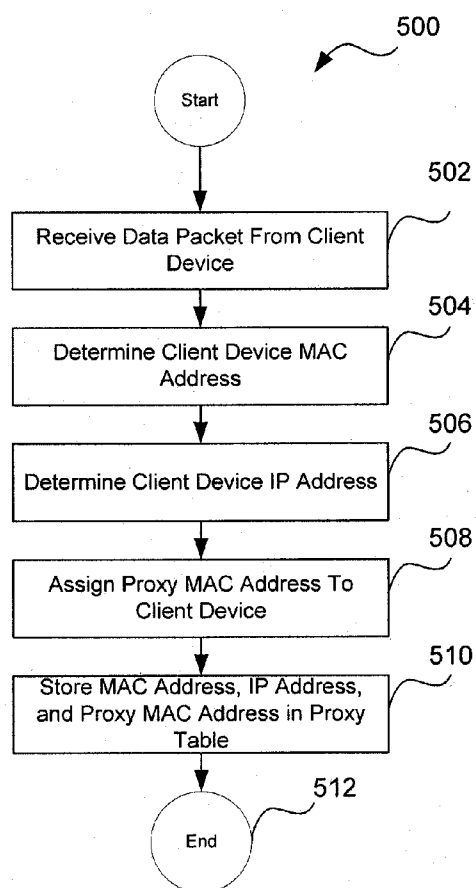 500
Start
502
Receive Data Packet From Client
Device
504
Determine Client Device MAC
Address
506
Determine Client Device IP Address
508
Assign Proxy MAC Address To
Client Device
510
Store MAC Address, IP Address,
and Proxy MAC Address in Proxy
Table
512
End